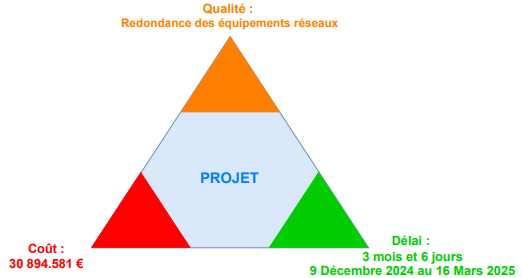 Qualité :
Redondance des équipements réseaux
PROJET
Coût :
30 894.581 €
Délai :
3 mois et 6 jours
9 Décembre 2024 au 16 Mars 2025